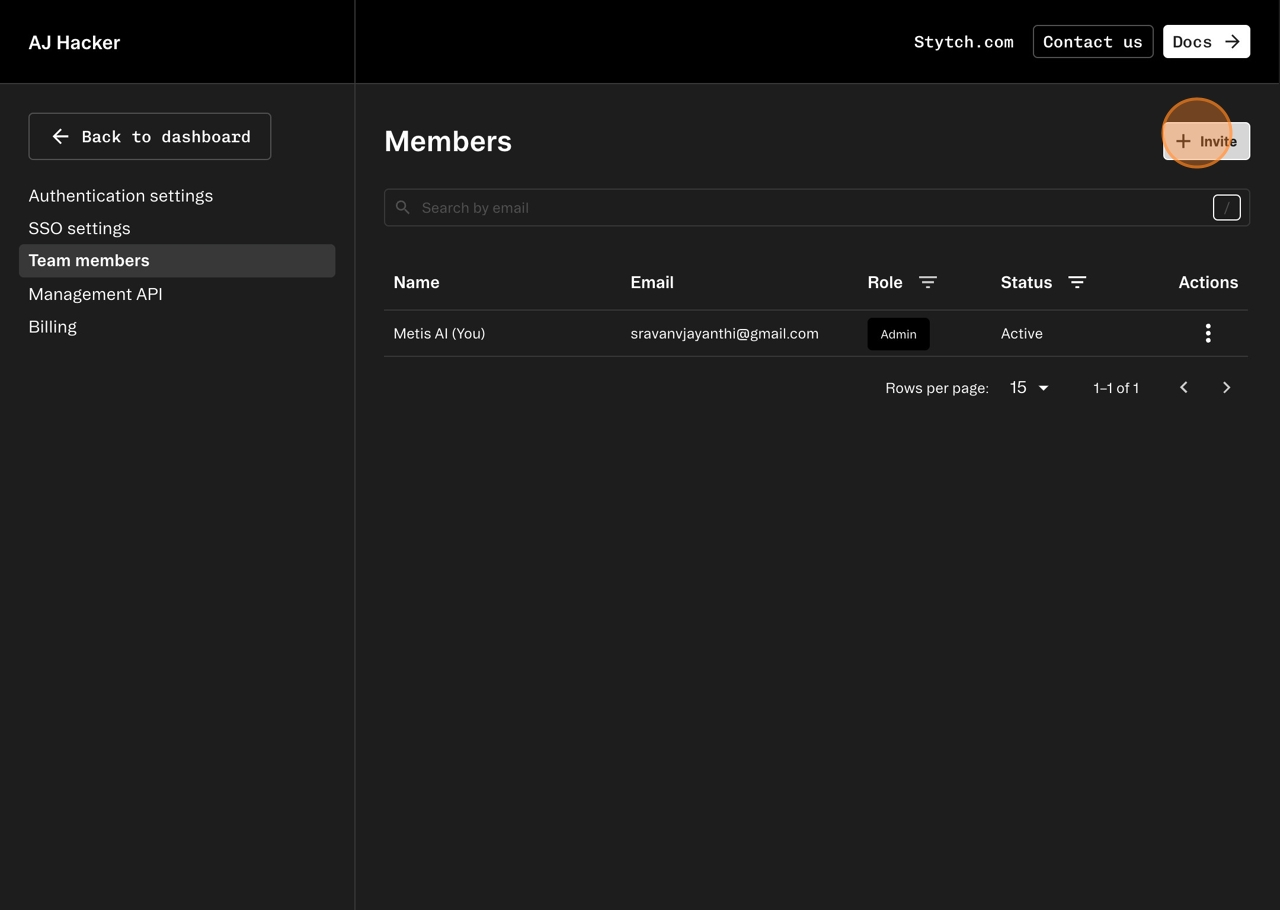 AJ Hacker
Stytch.com
Contact us
Docs
Back to dashboard
Authentication settings
SSO settings
Team members
Management API
Billing
Members
Invite
Search by email
/
Name Email Role Status Actions
Metis AI (You) sravanvjayanthi@gmail.com Admin Active
Rows per page: 15 1–1 of 1